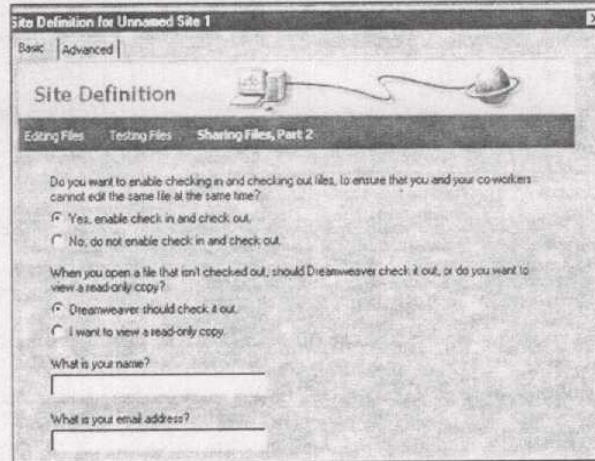 Site Definition for Unnamed Site 1
Basic
Advanced
Site Definition
Editing Files
Testing Files
Sharing Files, Part 2
Do you want to enable checking in and checking out files, to ensure that you and your co-workers
cannot edit the same file at the same time?
Yes, enable check in and check out.
No, do not enable check in and check out.
When you open a file that isn't checked out, should Dreamweaver check it out, or do you want to
view a read-only copy?
Dreamweaver should check it out.
I want to view a read-only copy.
What is your name?
What is your email address?